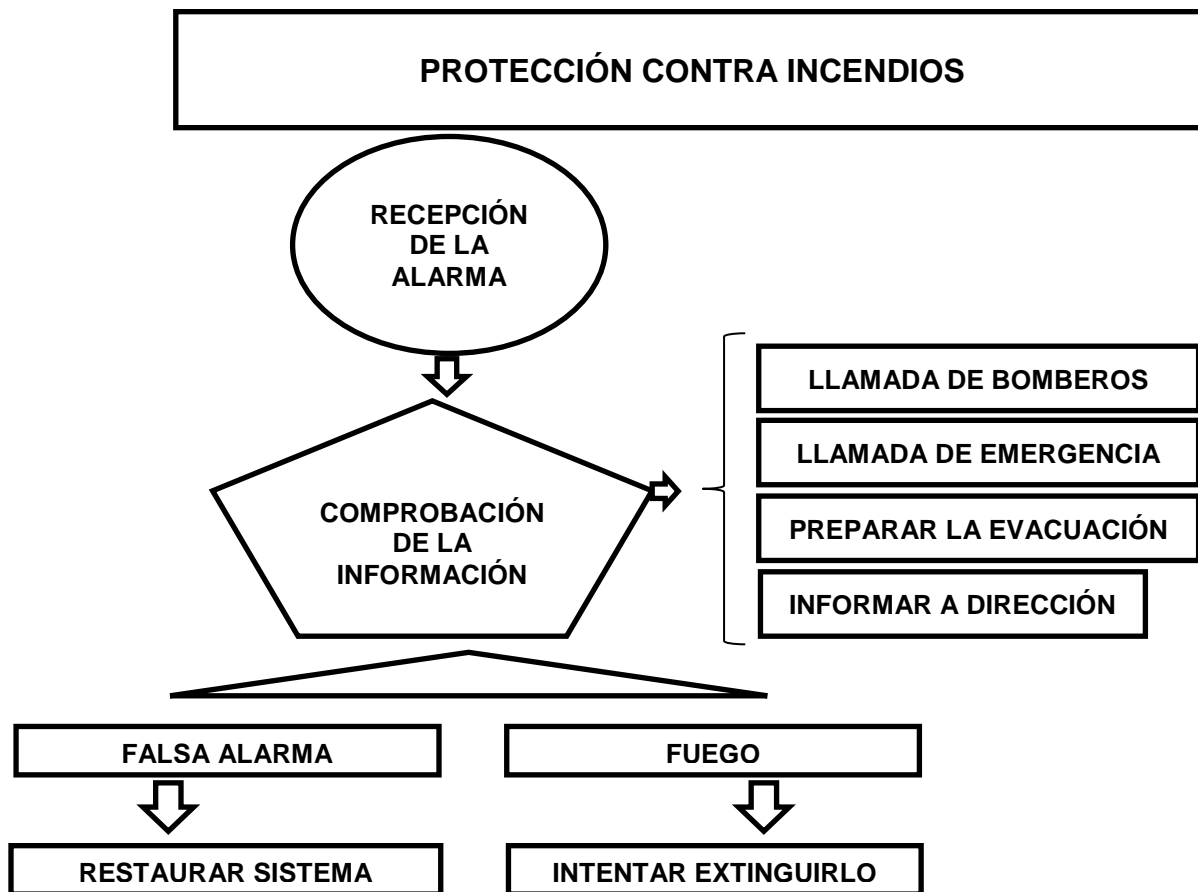 PROTECCIÓN CONTRA INCENDIOS
RECEPCIÓN
DE LA
ALARMA
COMPROBACIÓN
DE LA
INFORMACIÓN
LLAMADA DE BOMBEROS
LLAMADA DE EMERGENCIA
PREPARAR LA EVACUACIÓN
INFORMAR A DIRECCIÓN
FALSA ALARMA
FUEGO
RESTAURAR SISTEMA
INTENTAR EXTINGUIRLO